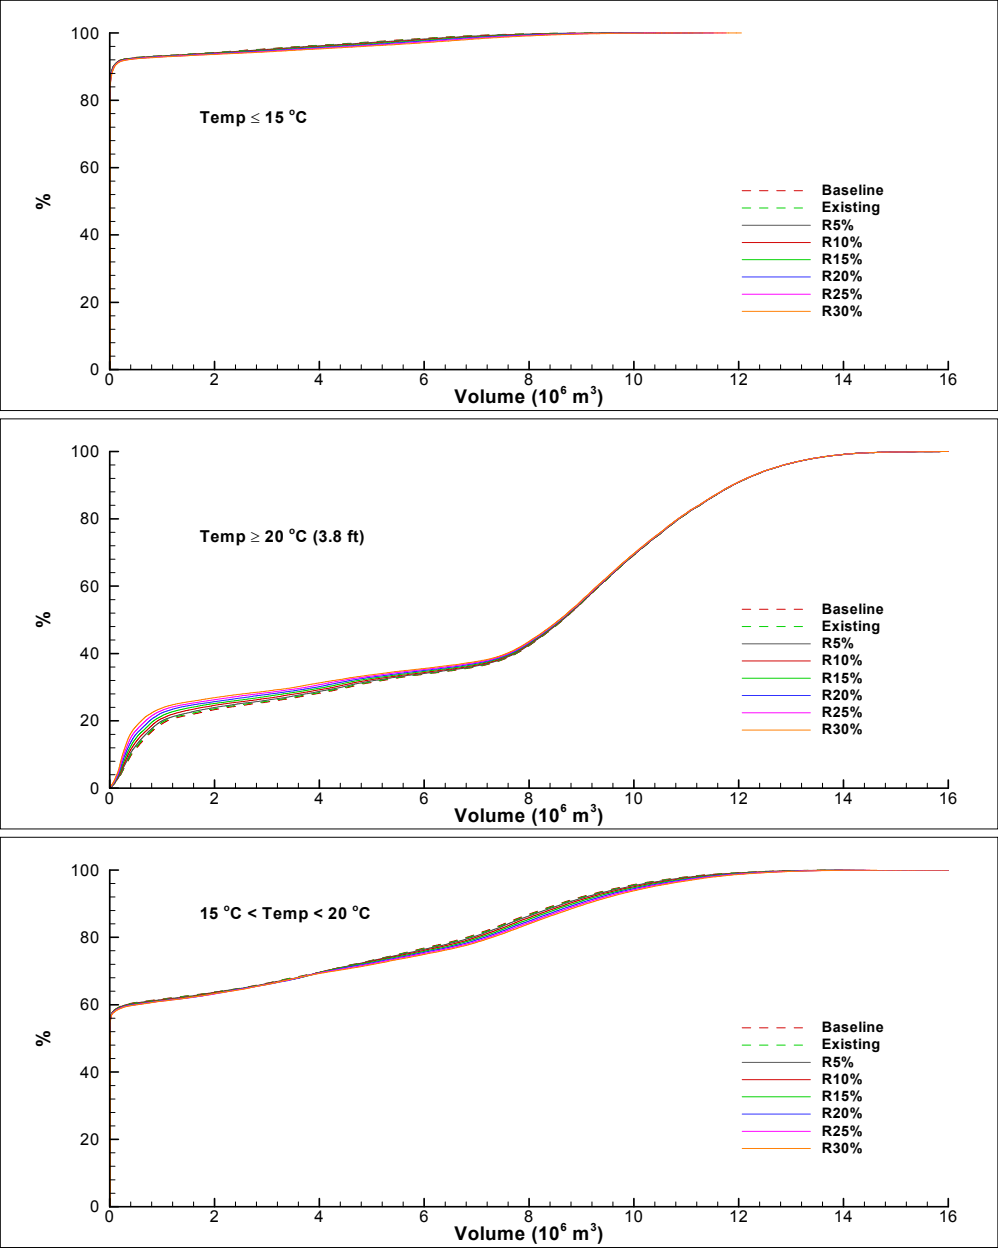 100
80
60
40
20
0
%
Temp ≤ 15 °C
Baseline
Existing
R5%
R10%
R15%
R20%
R25%
R30%
0 2 4 6 8 10 12 14 16
Volume (10⁶ m³)
100
80
60
40
20
0
%
Temp ≥ 20 °C (3.8 ft)
Baseline
Existing
R5%
R10%
R15%
R20%
R25%
R30%
0 2 4 6 8 10 12 14 16
Volume (10⁶ m³)
100
80
60
40
20
0
%
15 °C < Temp < 20 °C
Baseline
Existing
R5%
R10%
R15%
R20%
R25%
R30%
0 2 4 6 8 10 12 14 16
Volume (10⁶ m³)